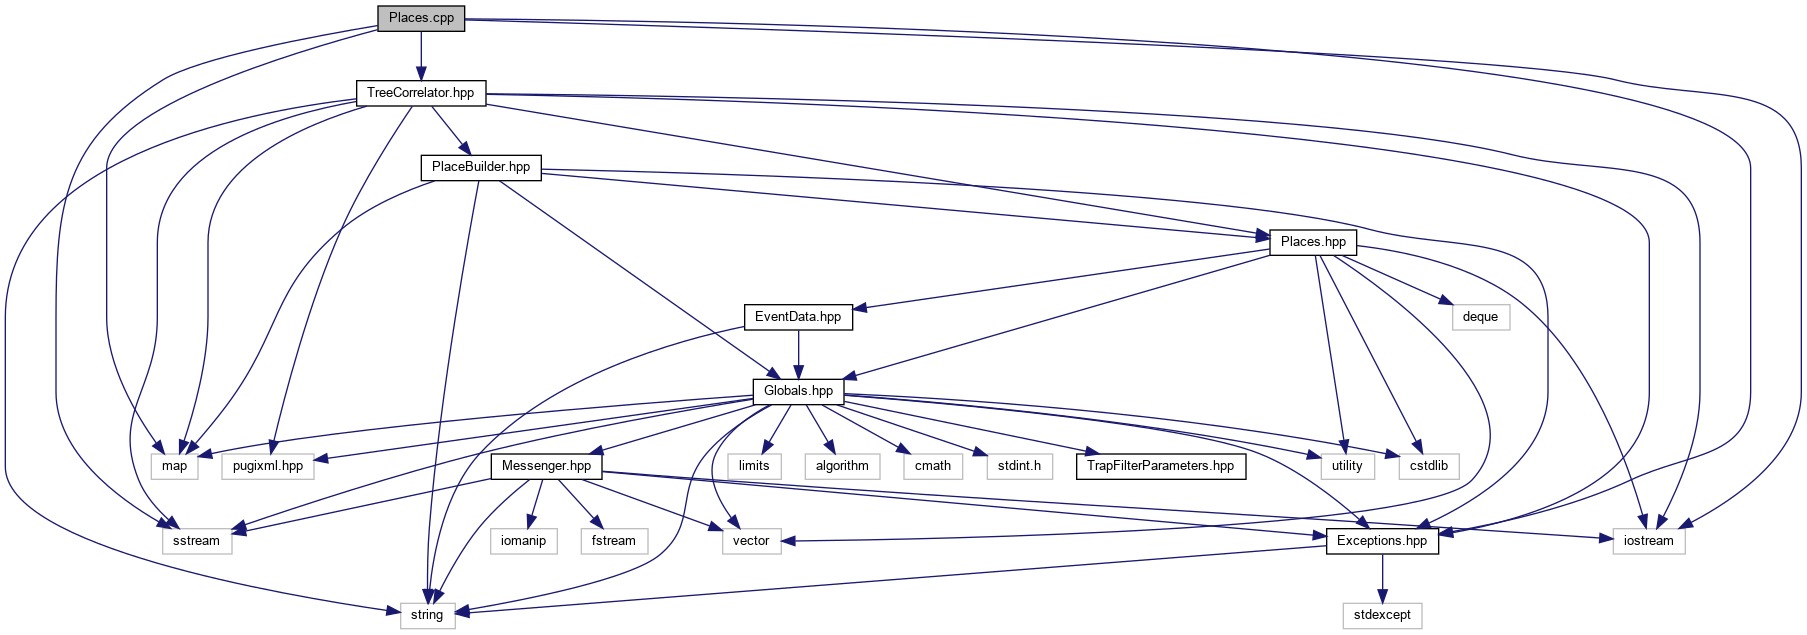 Places.cpp
TreeCorrelator.hpp
PlaceBuilder.hpp
Places.hpp
EventData.hpp
deque
Globals.hpp
map
pugixml.hpp
Messenger.hpp
limits
algorithm
cmath
stdint.h
TrapFilterParameters.hpp
utility
cstdlib
sstream
iomanip
fstream
vector
Exceptions.hpp
iostream
string
stdexcept